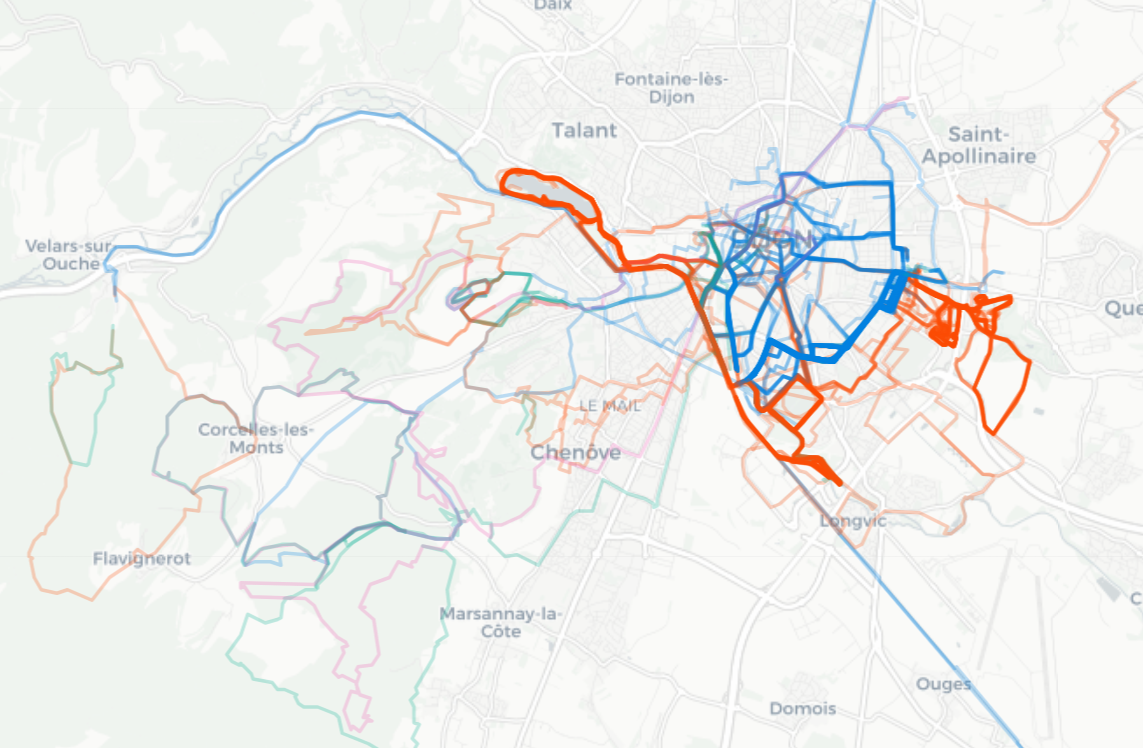 Daix
Fontaine-lès-
Dijon
Talant
Saint-
Apollinaire
Velars-sur-
Ouche
Que
LE MAIL
Corcelles-les-
Monts
Chenôve
Longvic
Flavignerot
Marsannay-la-
Côte
Ouges
Domois